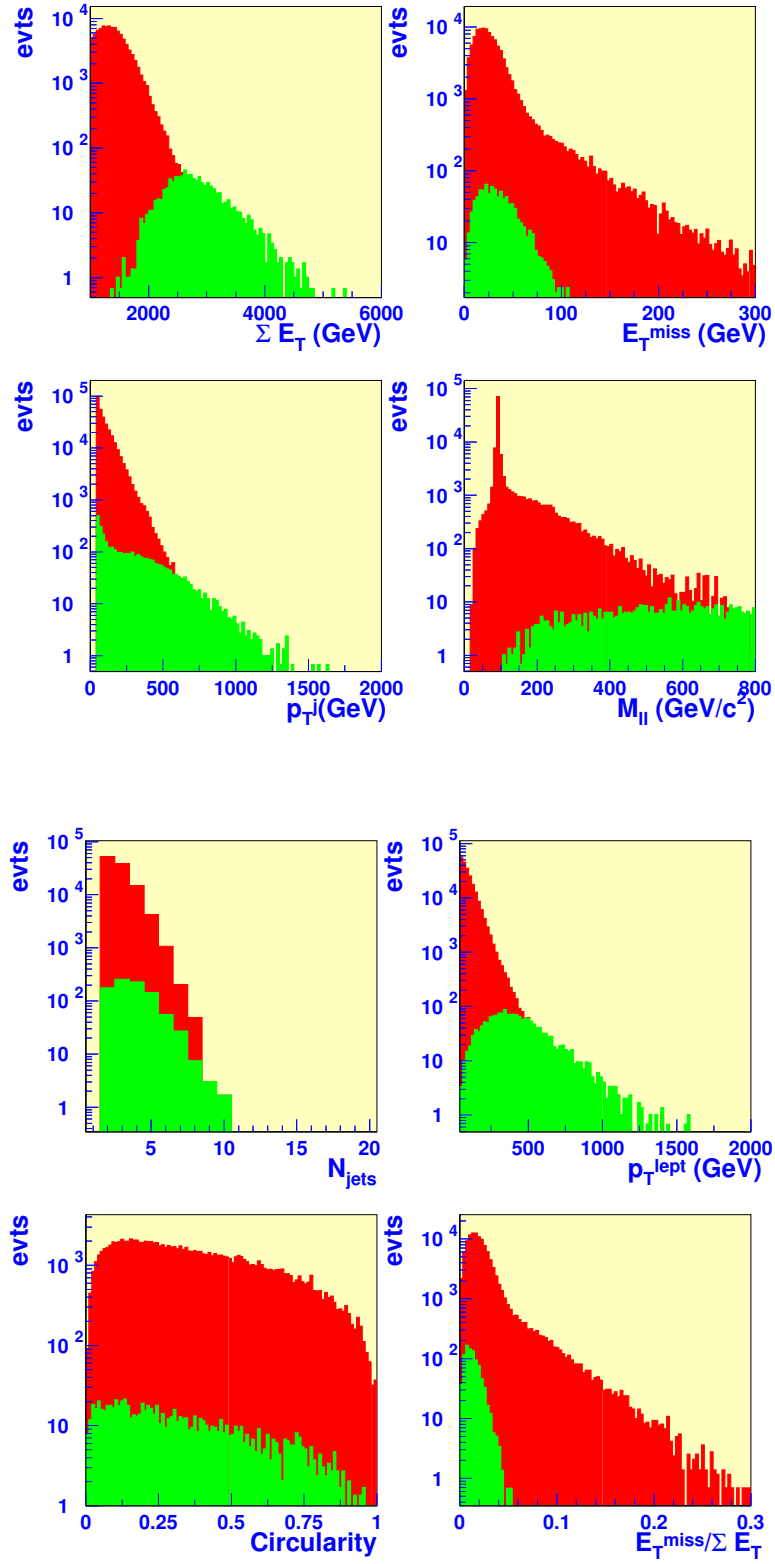 evts
10^4
10^3
10^2
10
1
2000 4000 6000
Σ E_T (GeV)
evts
10^4
10^3
10^2
10
0 100 200 300
E_T^miss (GeV)
evts
10^5
10^4
10^3
10^2
10
1
0 500 1000 1500 2000
p_T^j(GeV)
evts
10^5
10^4
10^3
10^2
10
1
0 200 400 600 800
M_ll (GeV/c^2)
evts
10^5
10^4
10^3
10^2
10
1
5 10 15 20
N_jets
evts
10^5
10^4
10^3
10^2
10
1
500 1000 1500 2000
p_T^lept (GeV)
evts
10^3
10^2
10
1
0 0.25 0.5 0.75 1
Circularity
evts
10^4
10^3
10^2
10
1
0 0.1 0.2 0.3
E_T^miss/Σ E_T